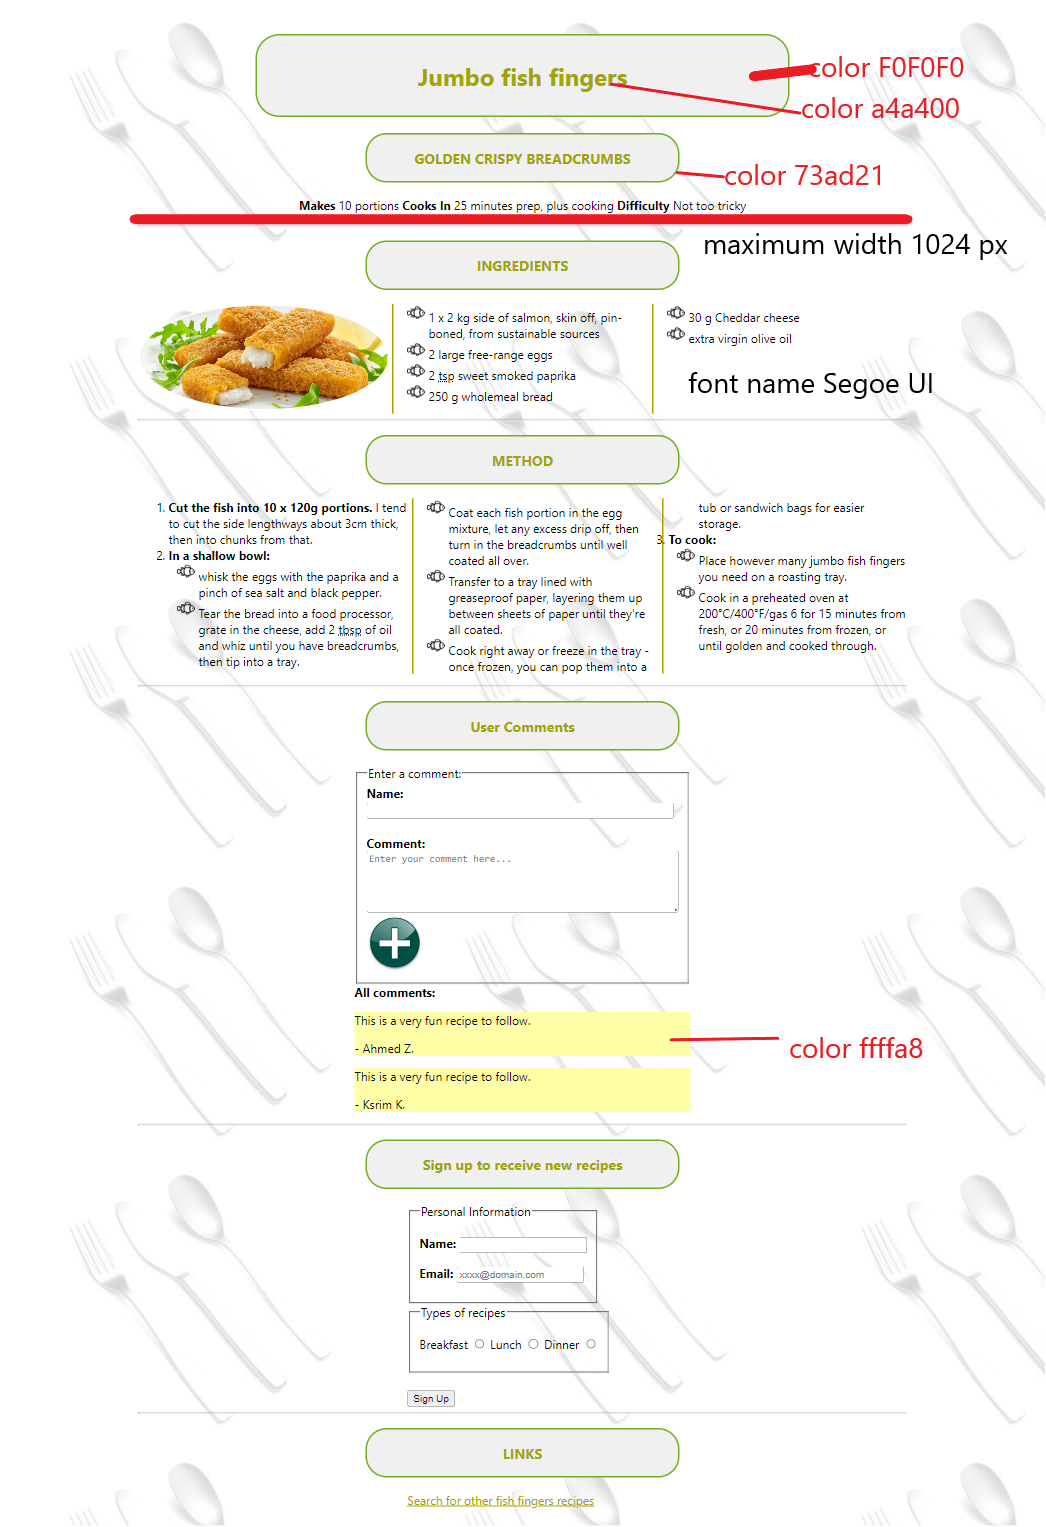 Jumbo fish fingers
color F0F0F0
color a4a400
GOLDEN CRISPY BREADCRUMBS
color 73ad21
Makes 10 portions Cooks In 25 minutes prep, plus cooking Difficulty Not too tricky
maximum width 1024 px
INGREDIENTS
1 x 2 kg side of salmon, skin off, pin-
boned, from sustainable sources
2 large free-range eggs
2 tsp sweet smoked paprika
250 g wholemeal bread
30 g Cheddar cheese
extra virgin olive oil
font name Segoe UI
METHOD
1. Cut the fish into 10 x 120g portions. I tend
to cut the side lengthways about 3cm thick,
then into chunks from that.
2. In a shallow bowl:
whisk the eggs with the paprika and a
pinch of sea salt and black pepper.
Tear the bread into a food processor,
grate in the cheese, add 2 tbsp of oil
and whiz until you have breadcrumbs,
then tip into a tray.
Coat each fish portion in the egg
mixture, let any excess drip off, then
turn in the breadcrumbs until well
coated all over.
Transfer to a tray lined with
greaseproof paper, layering them up
between sheets of paper until they're
all coated.
Cook right away or freeze in the tray -
once frozen, you can pop them into a
tub or sandwich bags for easier
storage.
3. To cook:
Place however many jumbo fish fingers
you need on a roasting tray.
Cook in a preheated oven at
200°C/400°F/gas 6 for 15 minutes from
fresh, or 20 minutes from frozen, or
until golden and cooked through.
User Comments
Enter a comment:
Name:
Comment:
Enter your comment here...
All comments:
This is a very fun recipe to follow.
- Ahmed Z.
color ffffa8
This is a very fun recipe to follow.
- Ksrim K.
Sign up to receive new recipes
Personal Information
Name:
Email: xxxx@domain.com
Types of recipes
Breakfast Lunch Dinner
Sign Up
LINKS
Search for other fish fingers recipes